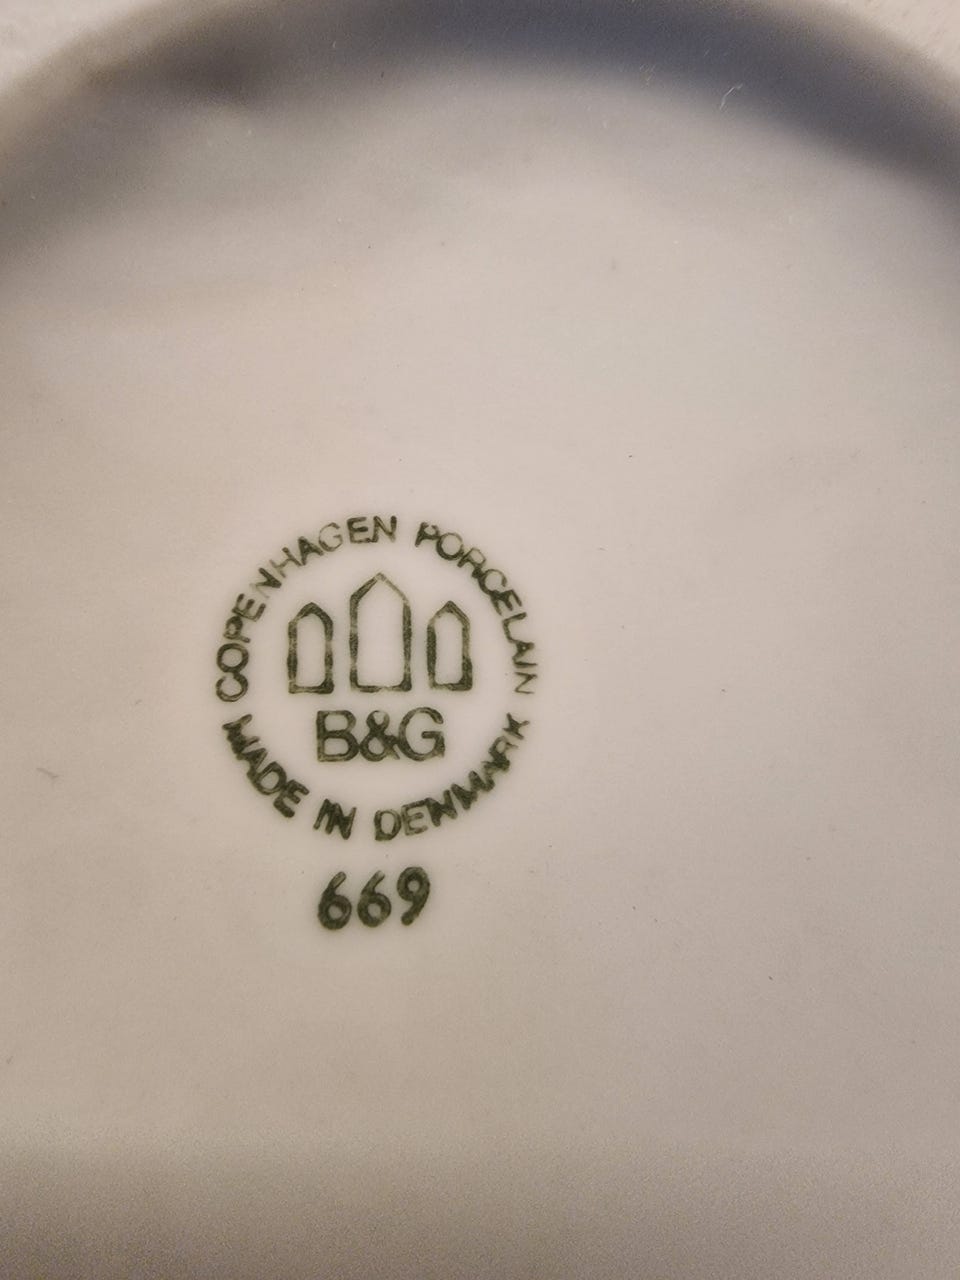 COPENHAGEN PORCELAIN
B&G
MADE IN DENMARK
669